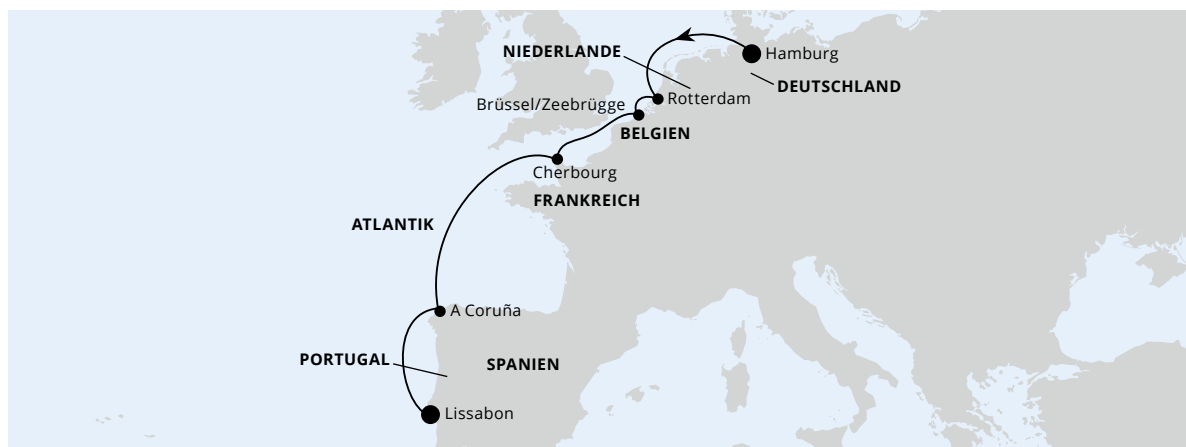 NIEDERLANDE
Hamburg
DEUTSCHLAND
Rotterdam
Brüssel/Zeebrügge
BELGIEN
Cherbourg
FRANKREICH
ATLANTIK
A Coruña
PORTUGAL
SPANIEN
Lissabon